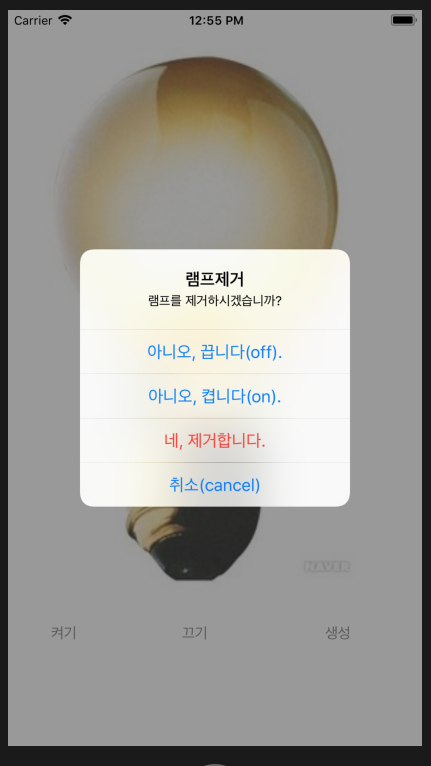 Carrier 12:55 PM
램프제거
램프를 제거하시겠습니까?
아니오, 끕니다(off).
아니오, 켭니다(on).
네, 제거합니다.
취소(cancel)
NAVER
켜기 끄기 생성